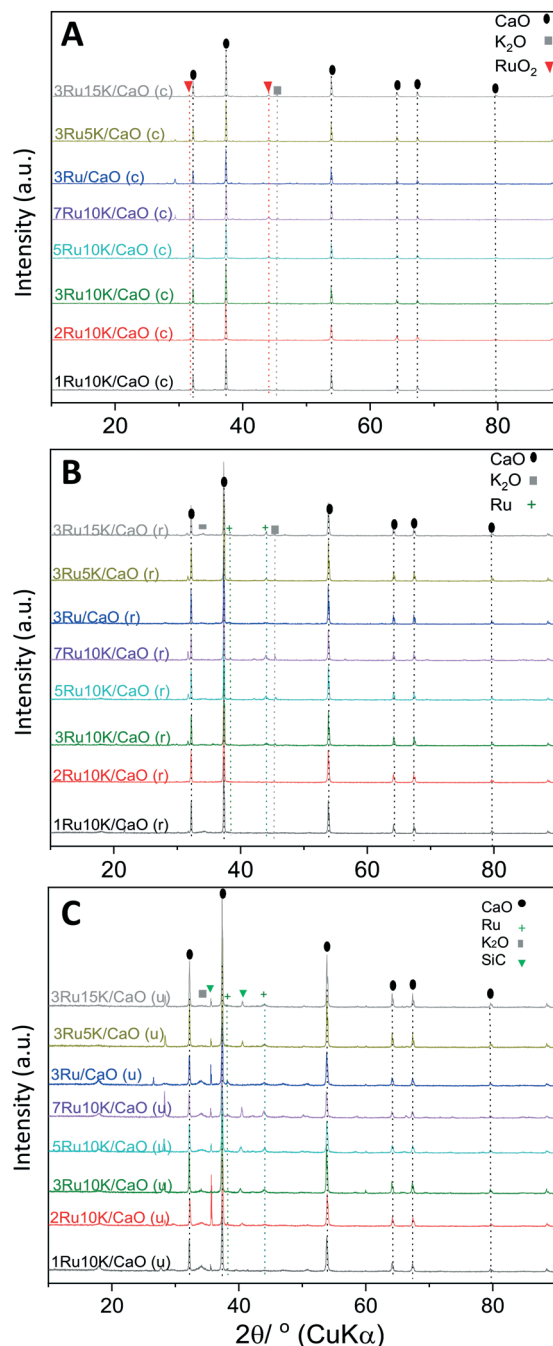 A
CaO
K₂O
RuO₂
3Ru15K/CaO (c)
3Ru5K/CaO (c)
3Ru/CaO (c)
7Ru10K/CaO (c)
5Ru10K/CaO (c)
3Ru10K/CaO (c)
2Ru10K/CaO (c)
1Ru10K/CaO (c)
Intensity (a.u.)
20 40 60 80
B
CaO
K₂O
Ru
3Ru15K/CaO (r)
3Ru5K/CaO (r)
3Ru/CaO (r)
7Ru10K/CaO (r)
5Ru10K/CaO (r)
3Ru10K/CaO (r)
2Ru10K/CaO (r)
1Ru10K/CaO (r)
Intensity (a.u.)
20 40 60 80
C
CaO
Ru
K₂O
SiC
3Ru15K/CaO (u)
3Ru5K/CaO (u)
3Ru/CaO (u)
7Ru10K/CaO (u)
5Ru10K/CaO (u)
3Ru10K/CaO (u)
2Ru10K/CaO (u)
1Ru10K/CaO (u)
Intensity (a.u.)
20 40 60 80
2θ/ ° (CuKα)